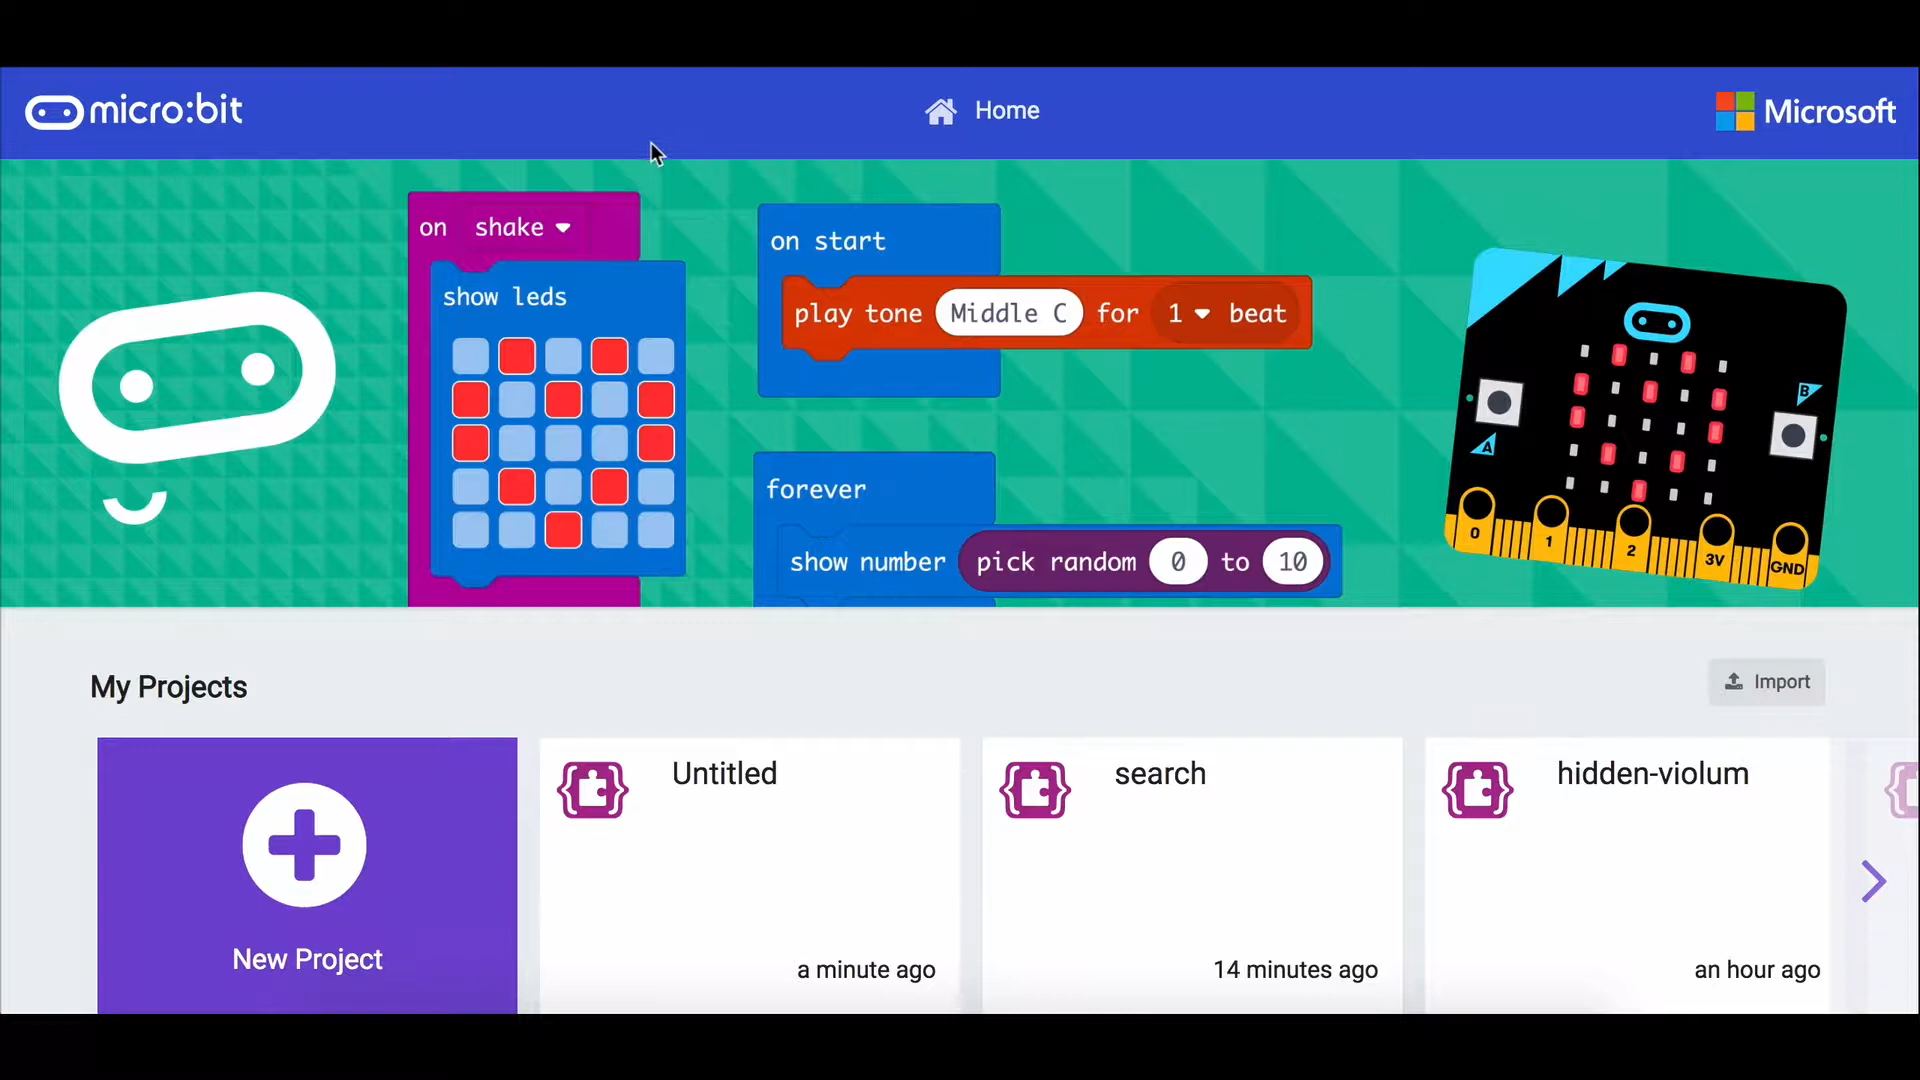 micro:bit
Home
Microsoft
on shake
show leds
on start
play tone Middle C for 1 beat
forever
show number pick random 0 to 10
A
B
0
1
2
3V
GND
My Projects
Import
New Project
Untitled
a minute ago
search
14 minutes ago
hidden-violum
an hour ago